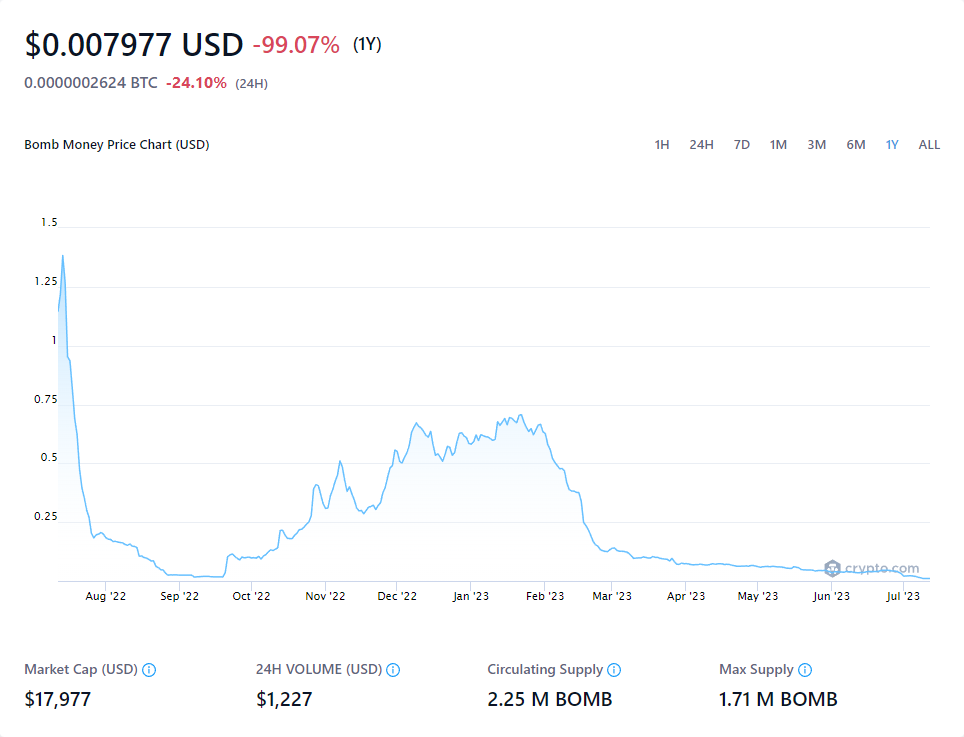 $0.007977 USD -99.07% (1Y)
0.0000002624 BTC -24.10% (24H)
Bomb Money Price Chart (USD) 1H 24H 7D 1M 3M 6M 1Y ALL
1.5
1.25
1
0.75
0.5
0.25
crypto.com
Aug '22 Sep '22 Oct '22 Nov '22 Dec '22 Jan '23 Feb '23 Mar '23 Apr '23 May '23 Jun '23 Jul '23
Market Cap (USD) 24H VOLUME (USD) Circulating Supply Max Supply
$17,977 $1,227 2.25 M BOMB 1.71 M BOMB